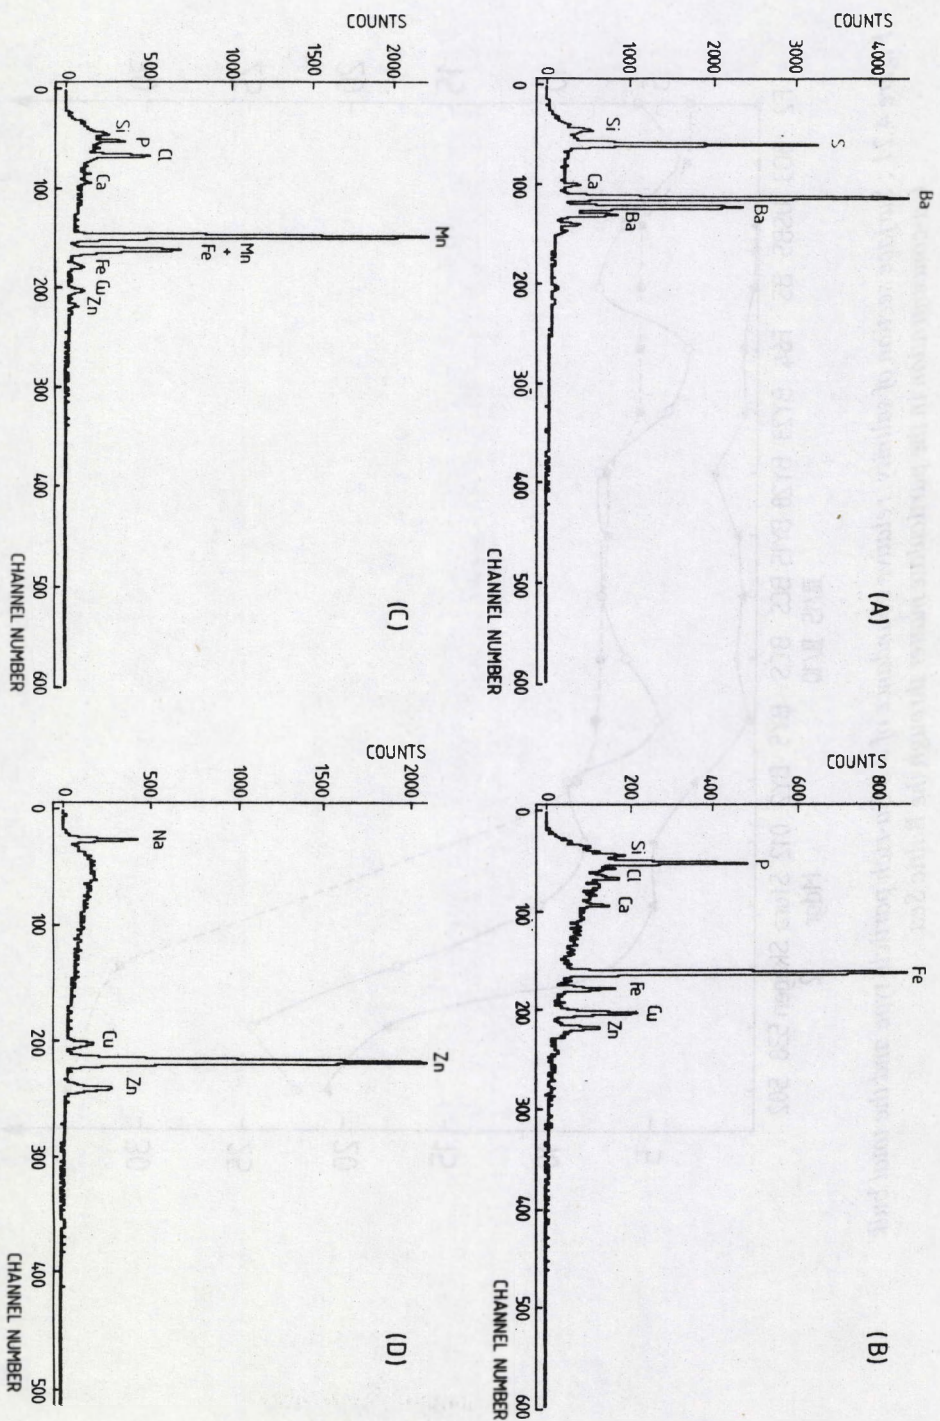 (A)
COUNTS
4000
3000
2000
1000
0
Si
S
Ca
Ba
Ba
Ba
0 100 200 300 400 500 600
CHANNEL NUMBER
(B)
COUNTS
800
600
400
200
0
Si
P
Cl
Ca
Fe
Fe
Cu
Zn
0 100 200 300 400 500 600
CHANNEL NUMBER
(C)
COUNTS
2000
1500
1000
500
0
Si
P
Cl
Ca
Mn
Mn
+
Fe
Fe Cu
Zn
0 100 200 300 400 500 600
CHANNEL NUMBER
(D)
COUNTS
2000
1500
1000
500
0
Na
Cu
Zn
Zn
0 100 200 300 400 500
CHANNEL NUMBER